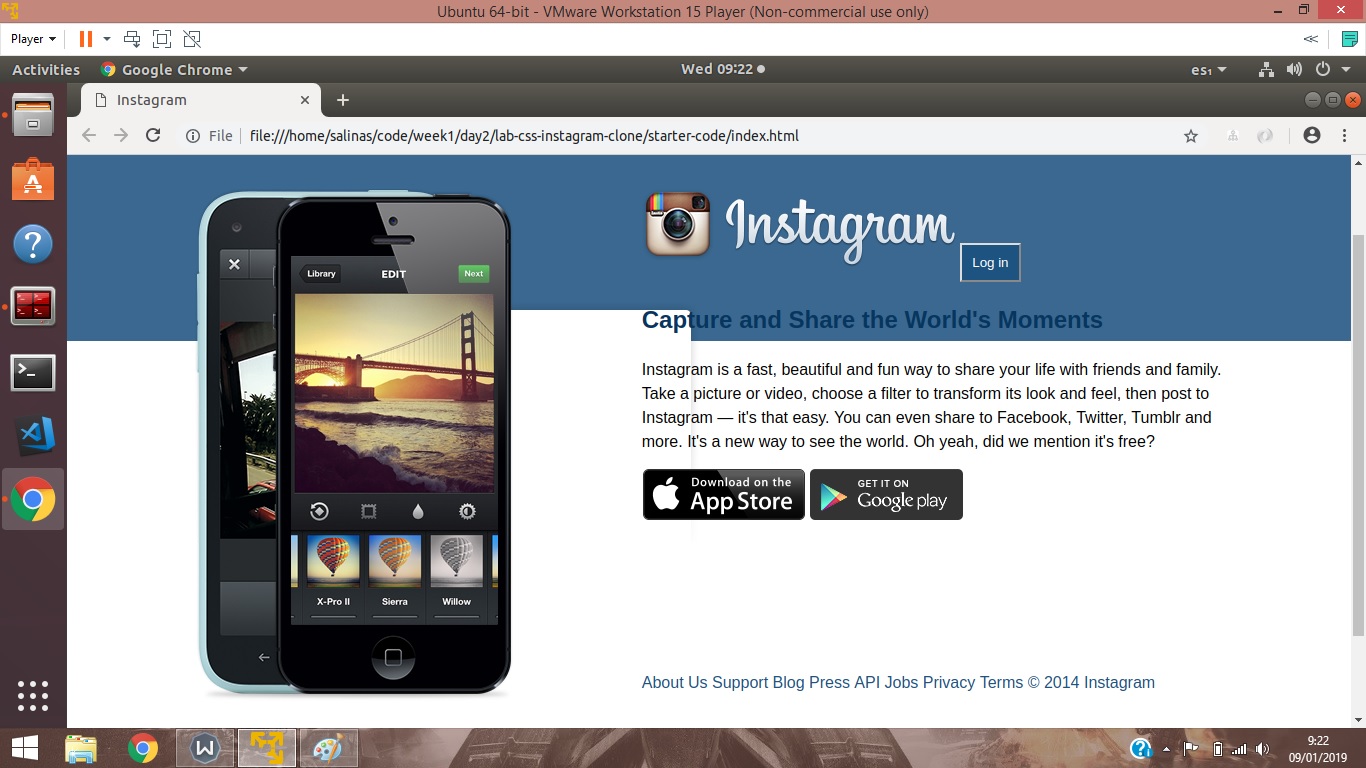 Ubuntu 64-bit - VMware Workstation 15 Player (Non-commercial use only)
Player
Activities
Google Chrome
Wed 09:22
es₁
Instagram
File
file:///home/salinas/code/week1/day2/lab-css-instagram-clone/starter-code/index.html
Instagram
Log in
Library
EDIT
Next
Capture and Share the World's Moments
Instagram is a fast, beautiful and fun way to share your life with friends and family.
Take a picture or video, choose a filter to transform its look and feel, then post to
Instagram — it's that easy. You can even share to Facebook, Twitter, Tumblr and
more. It's a new way to see the world. Oh yeah, did we mention it's free?
Download on the
App Store
GET IT ON
Google play
X-Pro II
Sierra
Willow
About Us Support Blog Press API Jobs Privacy Terms © 2014 Instagram
9:22
09/01/2019